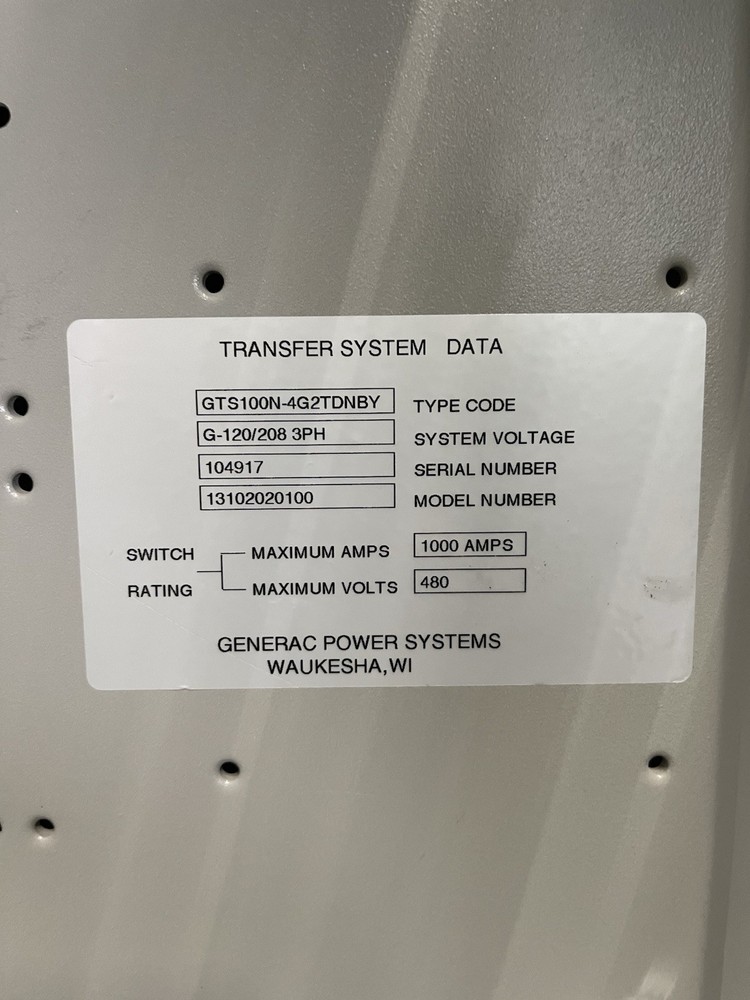 TRANSFER SYSTEM DATA
GTS100N-4G2TDNBY TYPE CODE
G-120/208 3PH SYSTEM VOLTAGE
104917 SERIAL NUMBER
13102020100 MODEL NUMBER
SWITCH MAXIMUM AMPS 1000 AMPS
RATING MAXIMUM VOLTS 480
GENERAC POWER SYSTEMS
WAUKESHA,WI